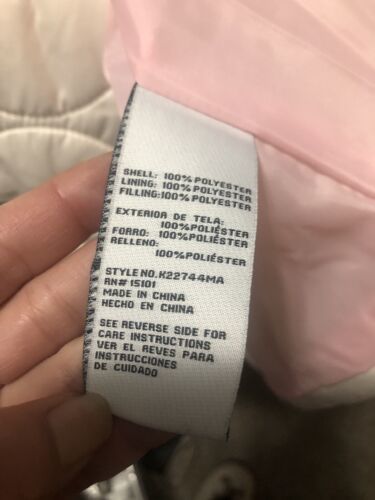 SHELL: 100% POLYESTER
LINING: 100% POLYESTER
FILLING:100% POLYESTER
EXTERIOR DE TELA:
100% POLIÉSTER
FORRO: 100% POLIÉSTER
RELLENO:
100% POLIÉSTER
STYLE NO.K22744MA
RN# 15101
MADE IN CHINA
HECHO EN CHINA
SEE REVERSE SIDE FOR
CARE INSTRUCTIONS
VER EL REVES PARA
INSTRUCCIONES
DE CUIDADO